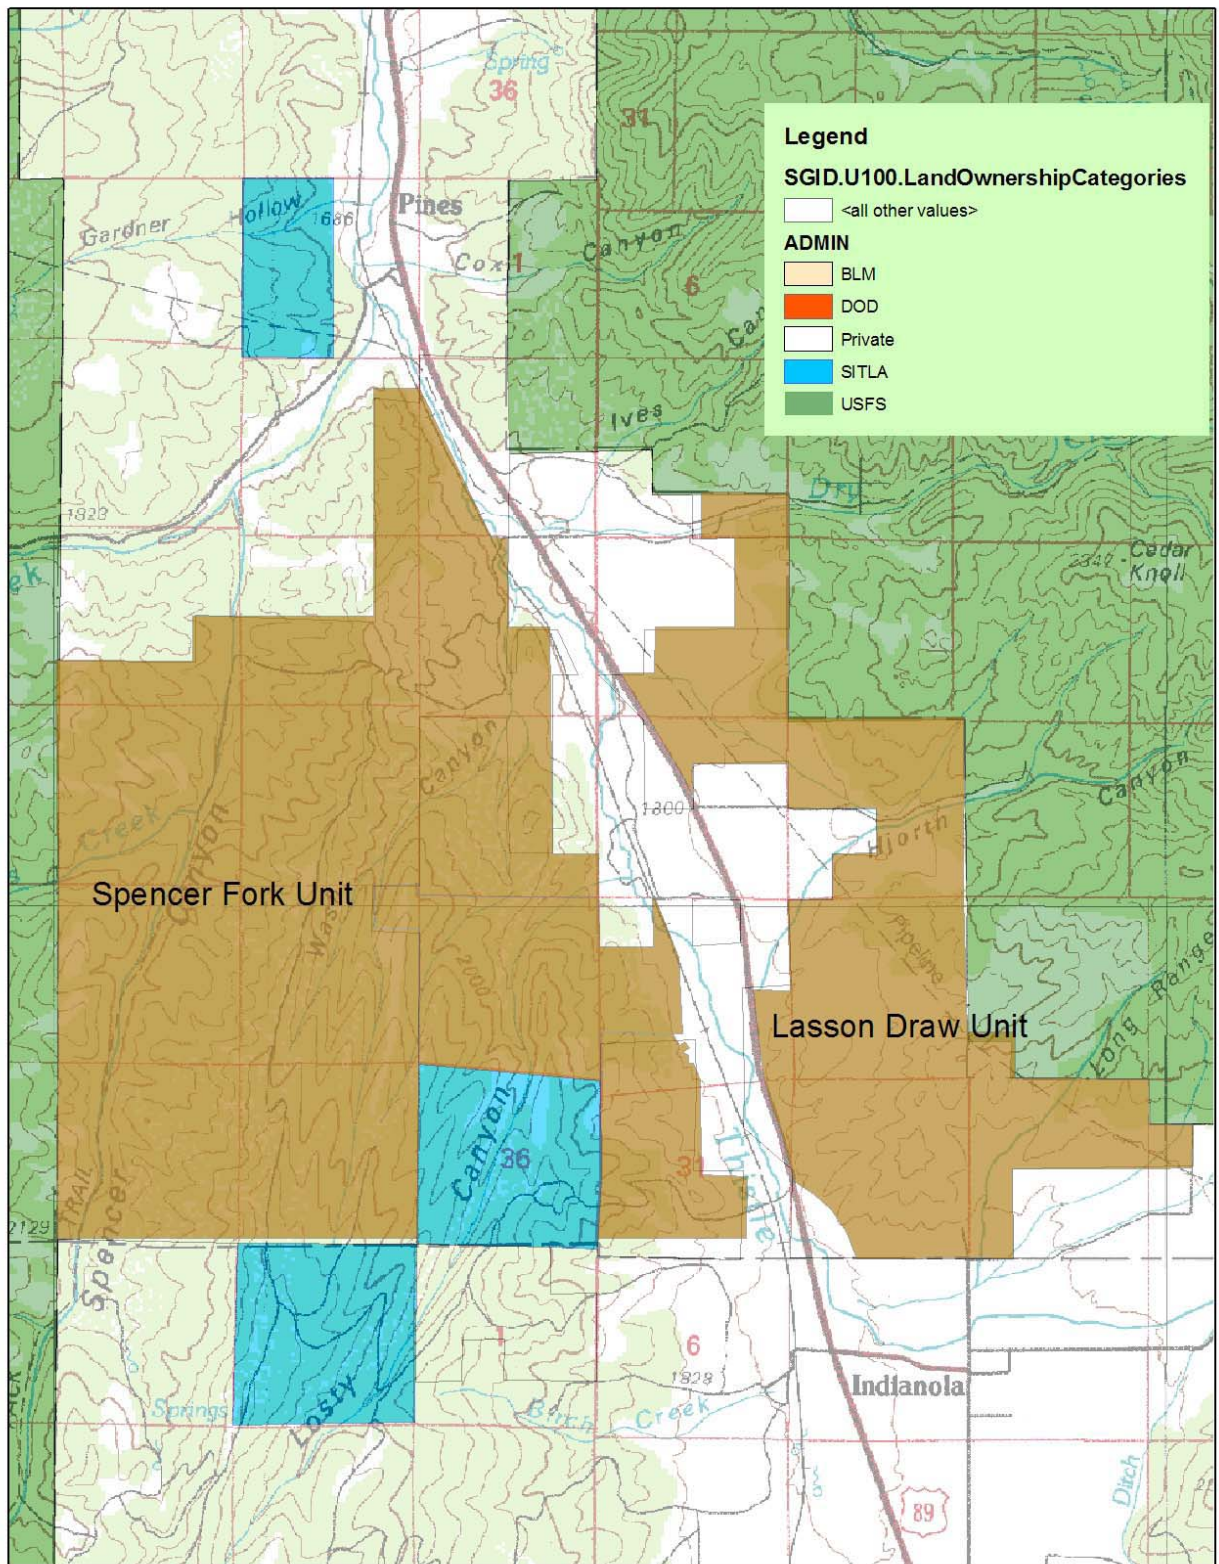 Spring
36
31
Legend
SGID.U100.LandOwnershipCategories
<all other values>
ADMIN
BLM
DOD
Private
SITLA
USFS
Gardner Hollow
1686
Pines
Cox
1
Canyon
6
Ives
Dry
1823
Cedar
Knoll
Canyon
Creek
Canyon
1800
Hjorth
Canyon
Spencer Fork Unit
2000
Pipeline
Long Range
Lasson Draw Unit
Canyon
36
31
Thistle
TRAIL
2129
Spencer
1
6
1828
Indianola
Springs
Losty
Birch Creek
Ditch
89